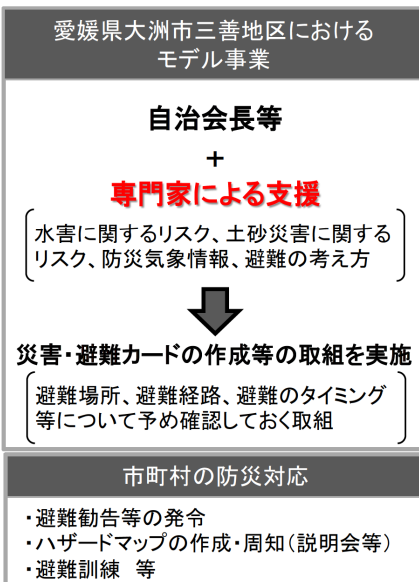 愛媛県大洲市三善地区における
モデル事業
自治会長等
+
専門家による支援
水害に関するリスク、土砂災害に関する
リスク、防災気象情報、避難の考え方
災害・避難カードの作成等の取組を実施
避難場所、避難経路、避難のタイミング
等について予め確認しておく取組
市町村の防災対応
・避難勧告等の発令
・ハザードマップの作成・周知(説明会等)
・避難訓練 等